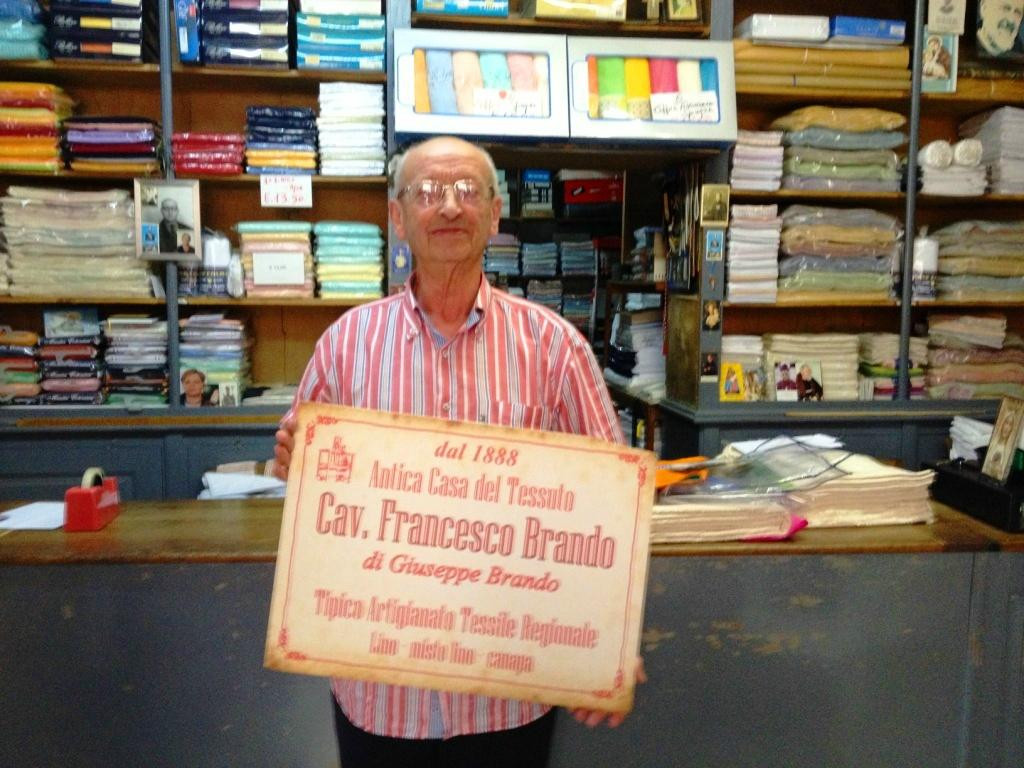 dal 1888
Antica Casa del Tessuto
Cav. Francesco Brando
di Giuseppe Brando
Tipico Artigianato Tessile Regionale
Lino - misto lino - canapa